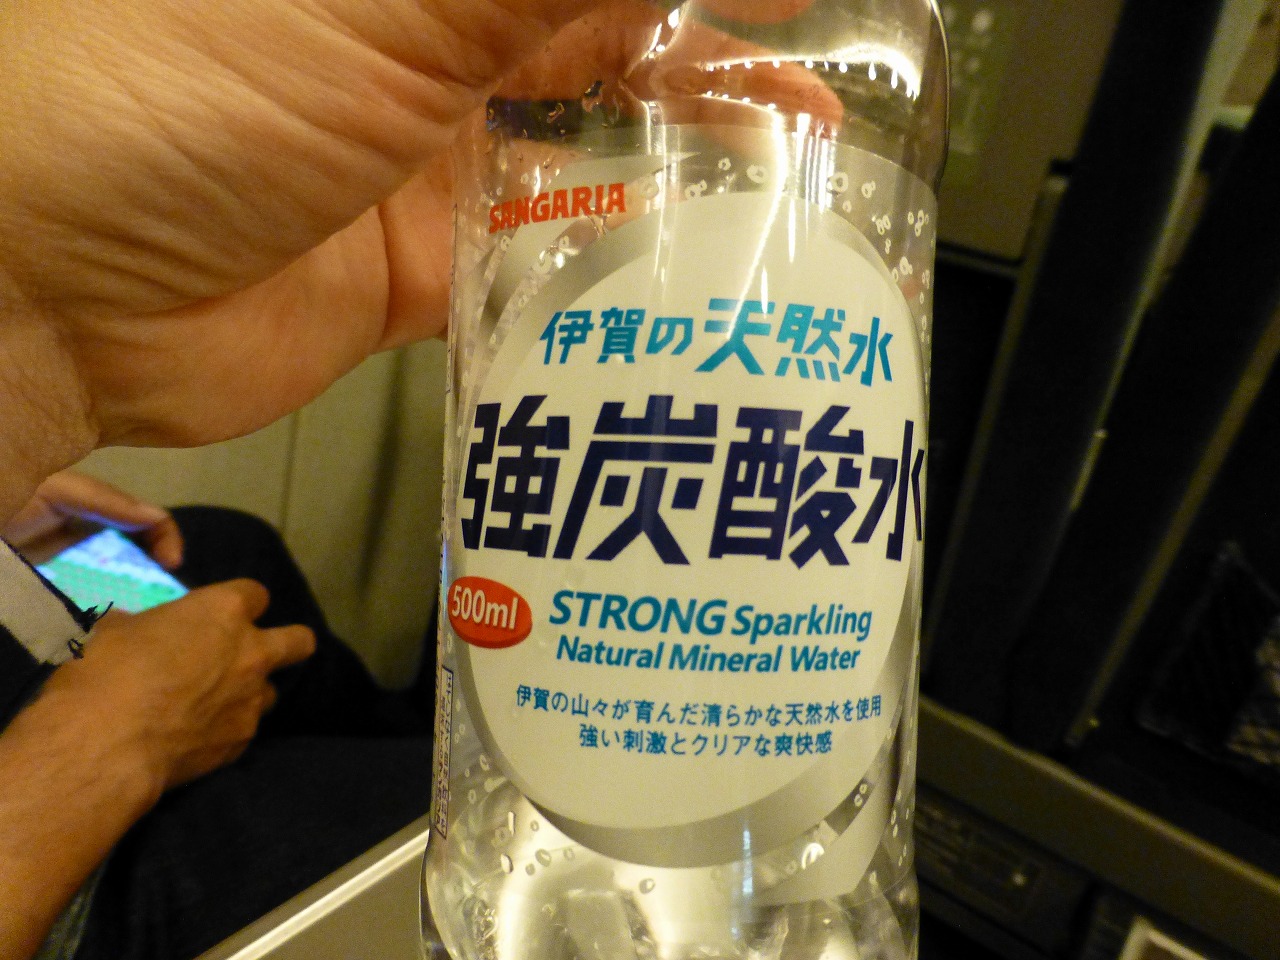 SANGARIA
伊賀の天然水
強炭酸水
500ml
STRONG Sparkling
Natural Mineral Water
伊賀の山々が育んだ清らかな天然水を使用
強い刺激とクリアな爽快感